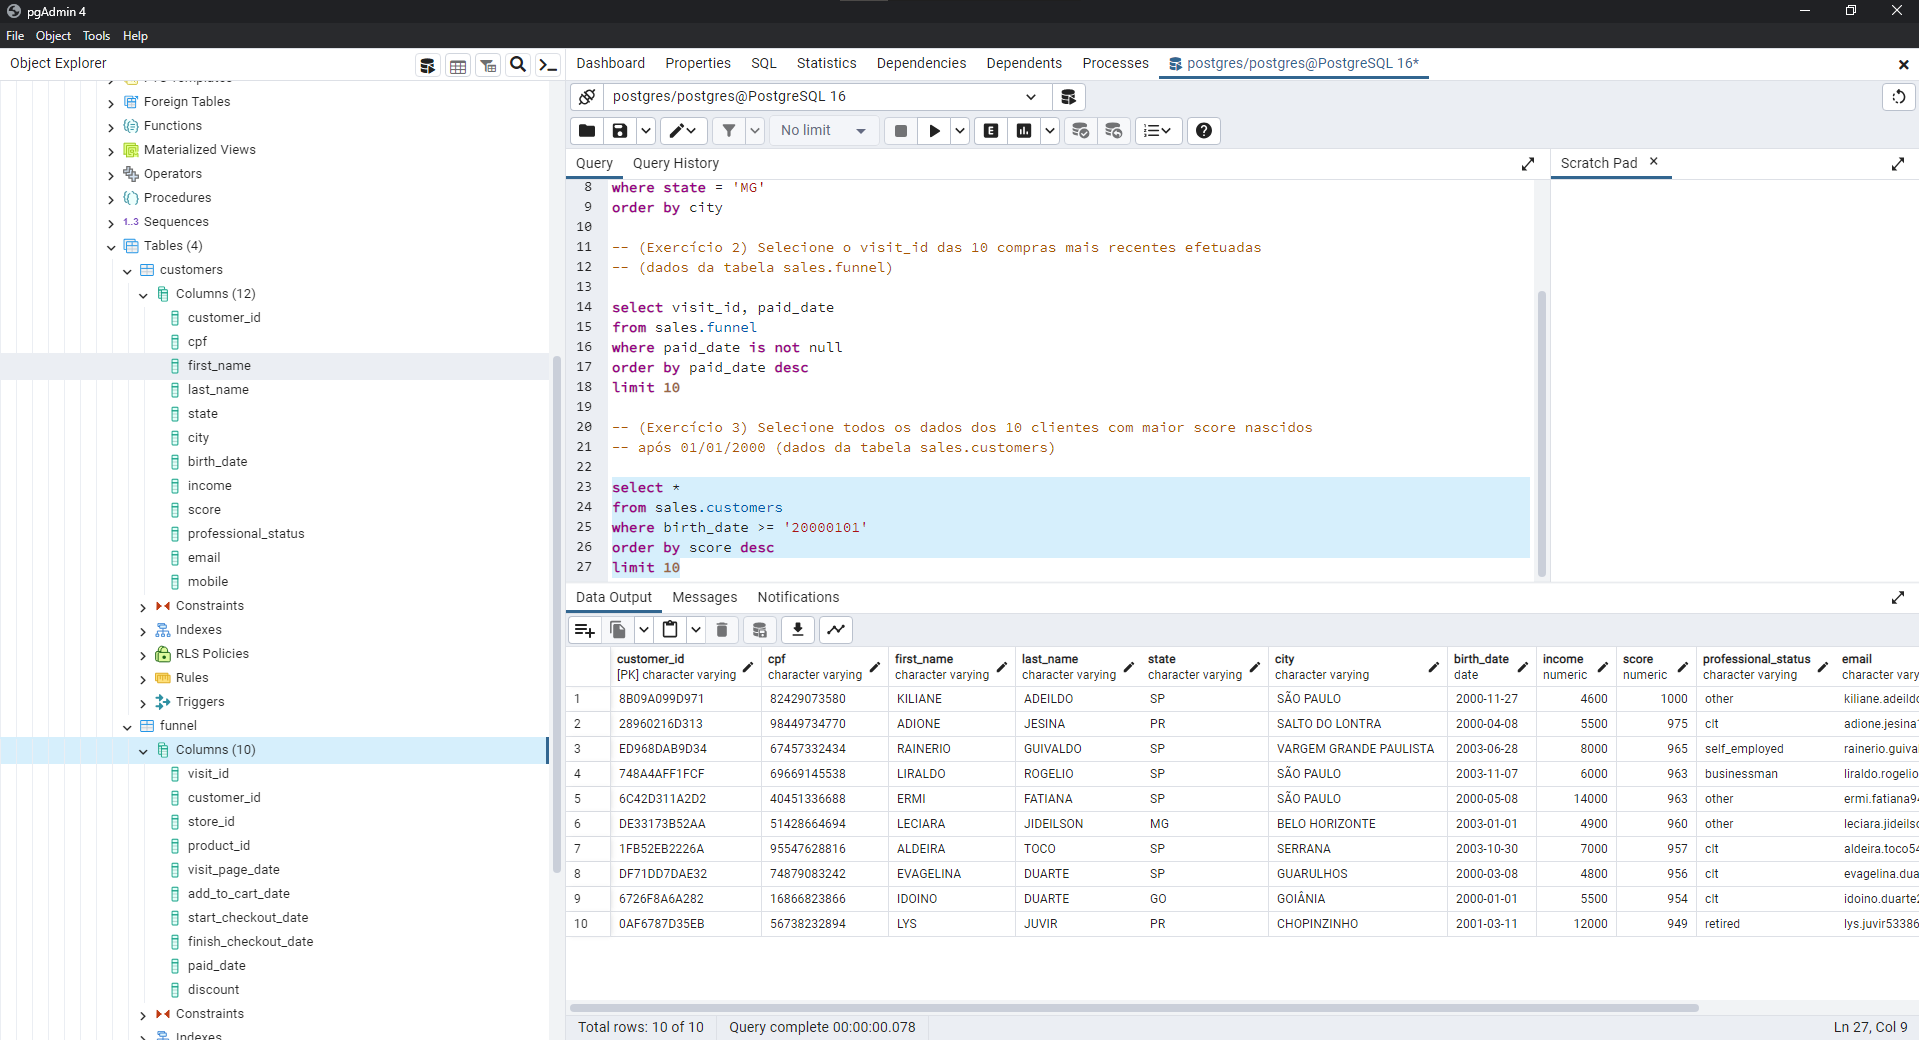 pgAdmin 4
File Object Tools Help
Object Explorer
Foreign Tables
Functions
Materialized Views
Operators
Procedures
1..3 Sequences
Tables (4)
customers
Columns (12)
customer_id
cpf
first_name
last_name
state
city
birth_date
income
score
professional_status
email
mobile
Constraints
Indexes
RLS Policies
Rules
Triggers
funnel
Columns (10)
visit_id
customer_id
store_id
product_id
visit_page_date
add_to_cart_date
start_checkout_date
finish_checkout_date
paid_date
discount
Constraints
Indexes
Dashboard Properties SQL Statistics Dependencies Dependents Processes postgres/postgres@PostgreSQL 16*
postgres/postgres@PostgreSQL 16
No limit E
Query Query History
Scratch Pad
8 where state = 'MG'
9 order by city
10
11 -- (Exercício 2) Selecione o visit_id das 10 compras mais recentes efetuadas
12 -- (dados da tabela sales.funnel)
13
14 select visit_id, paid_date
15 from sales.funnel
16 where paid_date is not null
17 order by paid_date desc
18 limit 10
19
20 -- (Exercício 3) Selecione todos os dados dos 10 clientes com maior score nascidos
21 -- após 01/01/2000 (dados da tabela sales.customers)
22
23 select *
24 from sales.customers
25 where birth_date >= '20000101'
26 order by score desc
27 limit 10
Data Output Messages Notifications
customer_id cpf first_name last_name state city birth_date income score professional_status email
[PK] character varying character varying character varying character varying character varying character varying date numeric numeric character varying character vary
1 8B09A099D971 82429073580 KILIANE ADEILDO SP SÃO PAULO 2000-11-27 4600 1000 other kiliane.adeildo
2 28960216D313 98449734770 ADIONE JESINA PR SALTO DO LONTRA 2000-04-08 5500 975 clt adione.jesina
3 ED968DAB9D34 67457332434 RAINERIO GUIVALDO SP VARGEM GRANDE PAULISTA 2003-06-28 8000 965 self_employed rainerio.guiva
4 748A4AFF1FCF 69669145538 LIRALDO ROGELIO SP SÃO PAULO 2003-11-07 6000 963 businessman liraldo.rogelio
5 6C42D311A2D2 40451336688 ERMI FATIANA SP SÃO PAULO 2000-05-08 14000 963 other ermi.fatiana94
6 DE33173B52AA 51428664694 LECIARA JIDEILSON MG BELO HORIZONTE 2003-01-01 4900 960 other leciara.jideilso
7 1FB52EB2226A 95547628816 ALDEIRA TOCO SP SERRANA 2003-10-30 7000 957 clt aldeira.toco54
8 DF71DD7DAE32 74879083242 EVAGELINA DUARTE SP GUARULHOS 2000-03-08 4800 956 clt evagelina.dua
9 6726F8A6A282 16866823866 IDOINO DUARTE GO GOIÂNIA 2000-01-01 5500 954 clt idoino.duarte
10 0AF6787D35EB 56738232894 LYS JUVIR PR CHOPINZINHO 2001-03-11 12000 949 retired lys.juvir53386
Total rows: 10 of 10 Query complete 00:00:00.078 Ln 27, Col 9